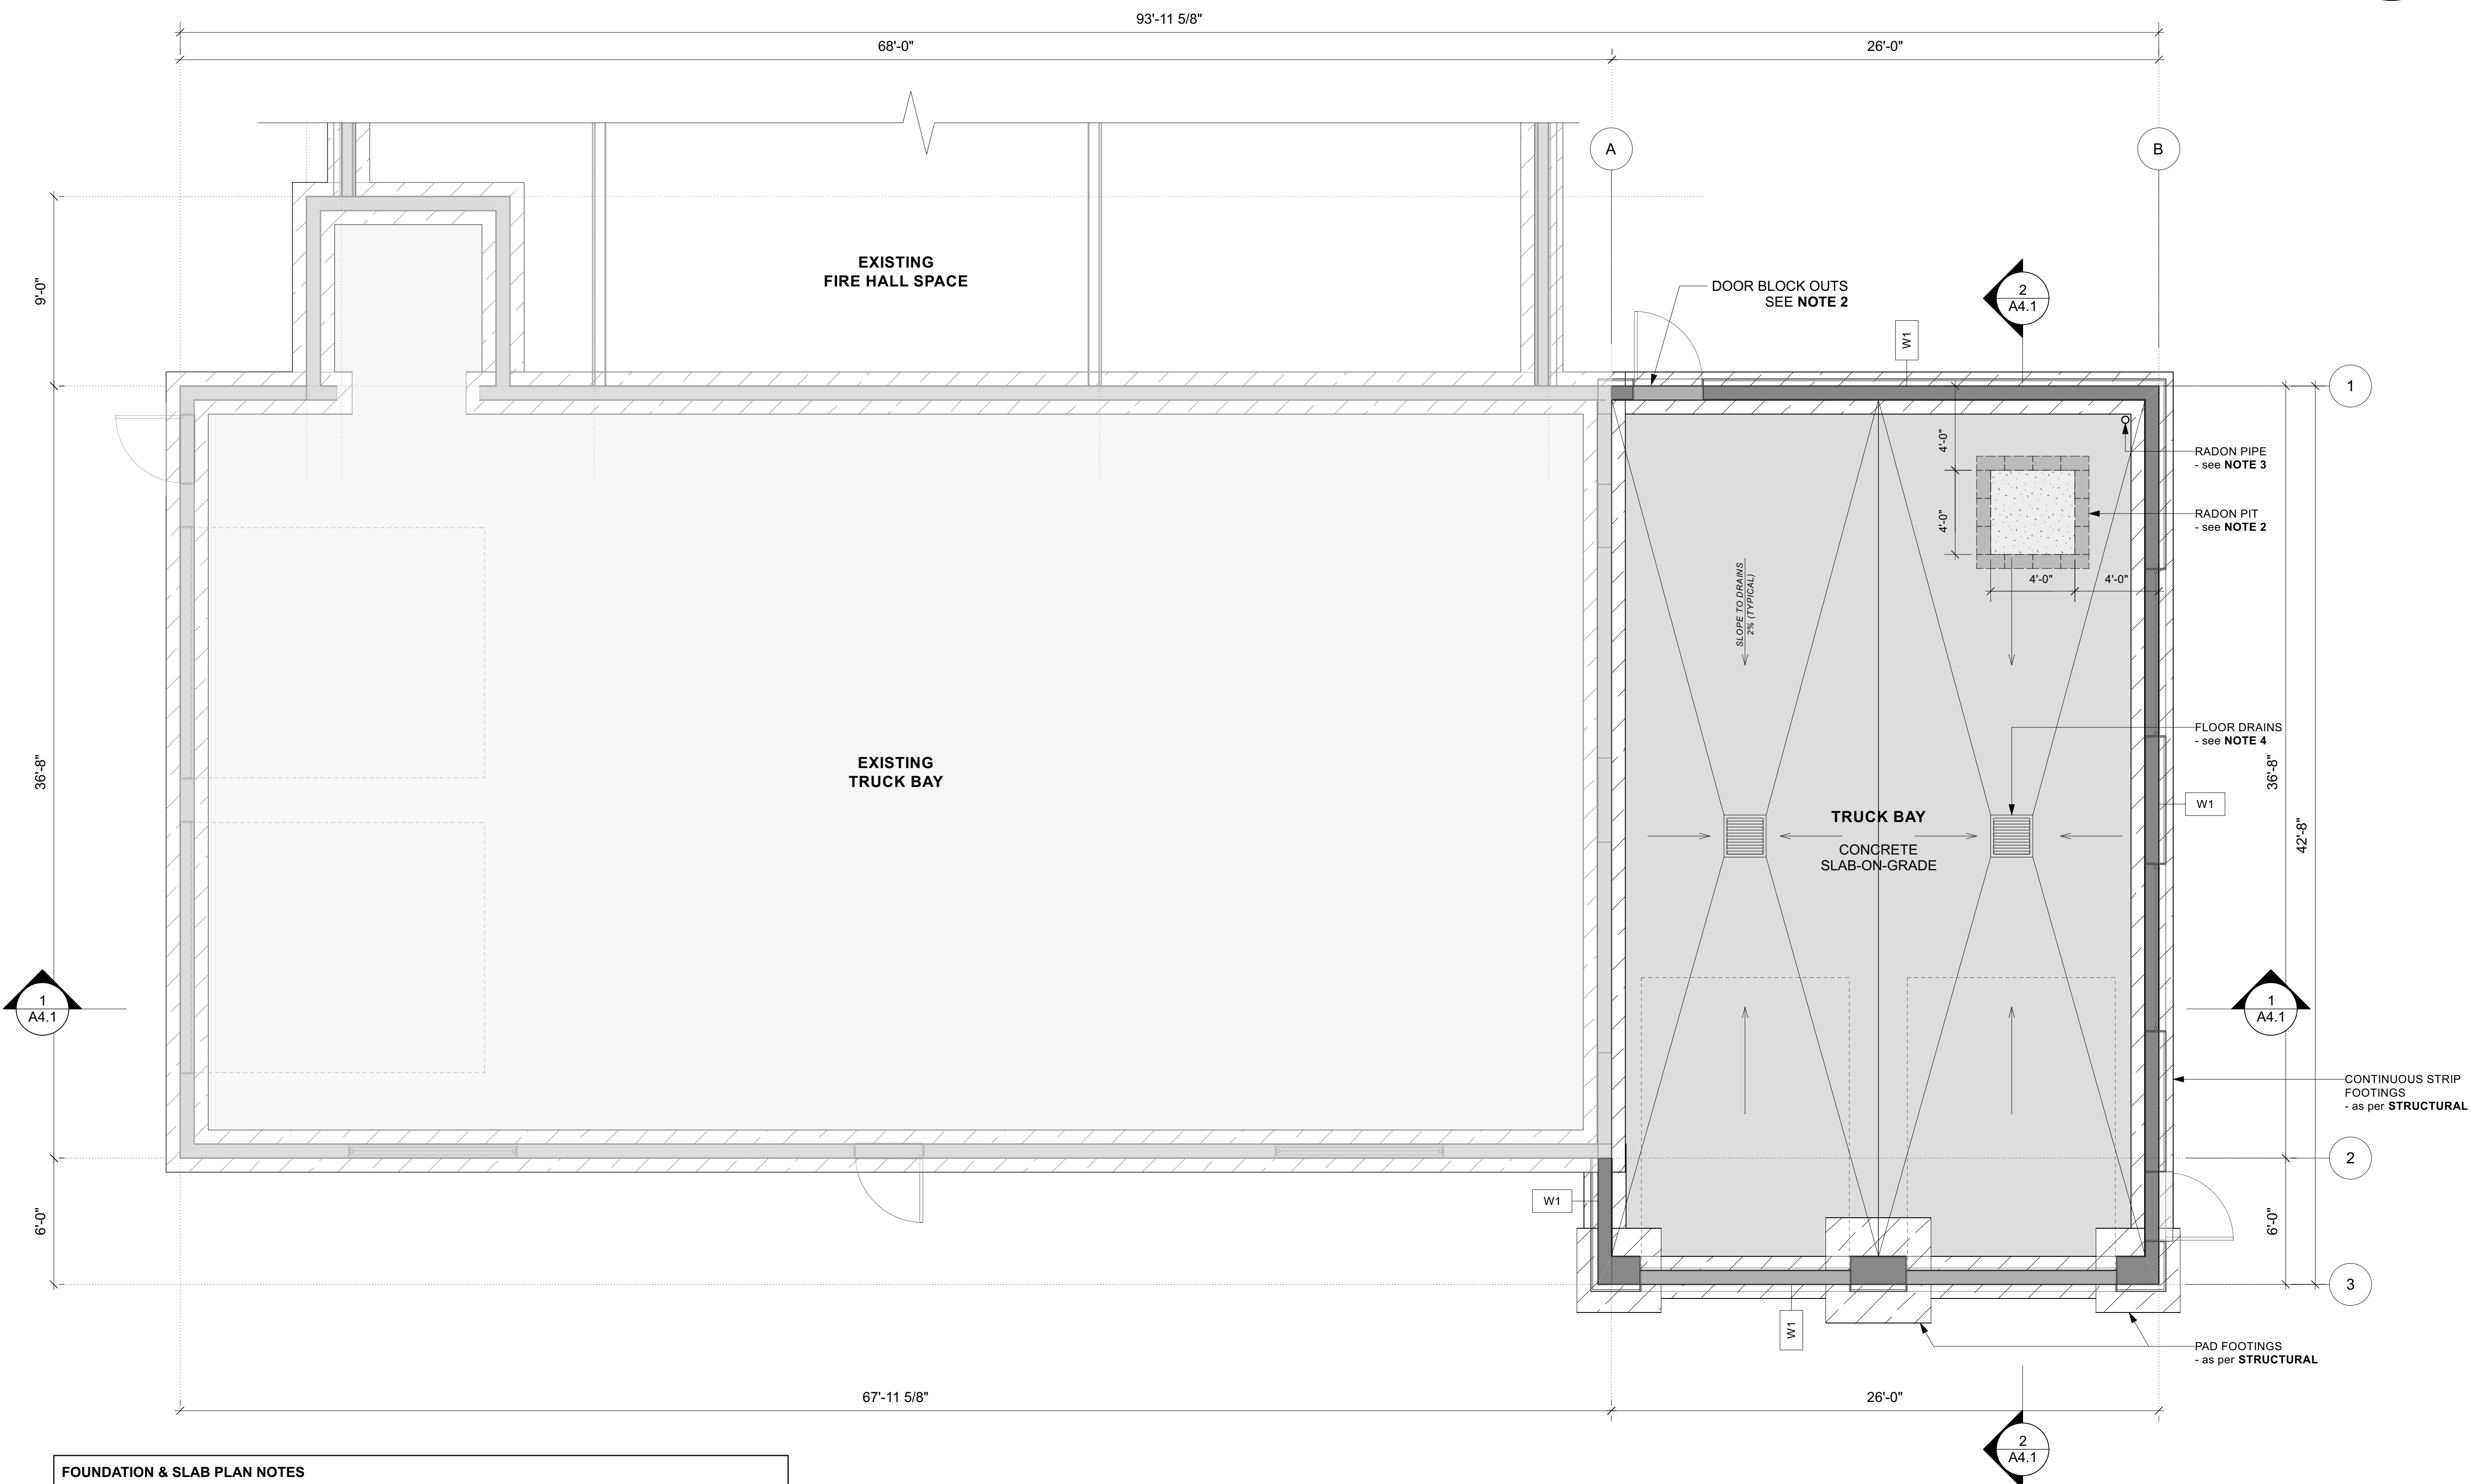 93'-11 5/8"
68'-0"
26'-0"
A
B
9'-0"
EXISTING
FIRE HALL SPACE
DOOR BLOCK OUTS
SEE NOTE 2
2
A4.1
W1
1
4'-0"
RADON PIPE
- see NOTE 3
4'-0"
RADON PIT
- see NOTE 2
4'-0"
4'-0"
SLOPE TO DRAINS
2% (TYPICAL)
36'-8"
EXISTING
TRUCK BAY
FLOOR DRAINS
- see NOTE 4
36'-8"
W1
42'-8"
TRUCK BAY
CONCRETE
SLAB-ON-GRADE
1
A4.1
1
A4.1
CONTINUOUS STRIP
FOOTINGS
- as per STRUCTURAL
2
W1
6'-0"
6'-0"
3
W1
PAD FOOTINGS
- as per STRUCTURAL
67'-11 5/8"
26'-0"
2
A4.1
FOUNDATION & SLAB PLAN NOTES